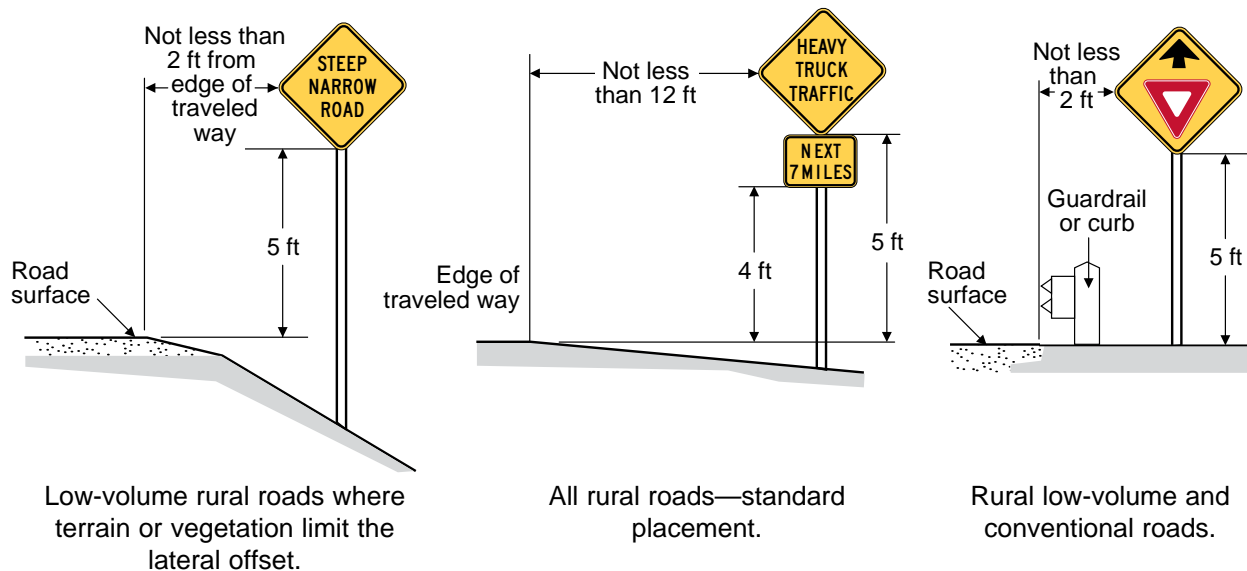 Not less than
2 ft from
edge of
traveled
way
STEEP
NARROW
ROAD
5 ft
Road
surface
Low-volume rural roads where
terrain or vegetation limit the
lateral offset.
Not less
than 12 ft
HEAVY
TRUCK
TRAFFIC
NEXT
7 MILES
4 ft
5 ft
Edge of
traveled way
All rural roads—standard
placement.
Not less
than
2 ft
Guardrail
or curb
5 ft
Road
surface
Rural low-volume and
conventional roads.